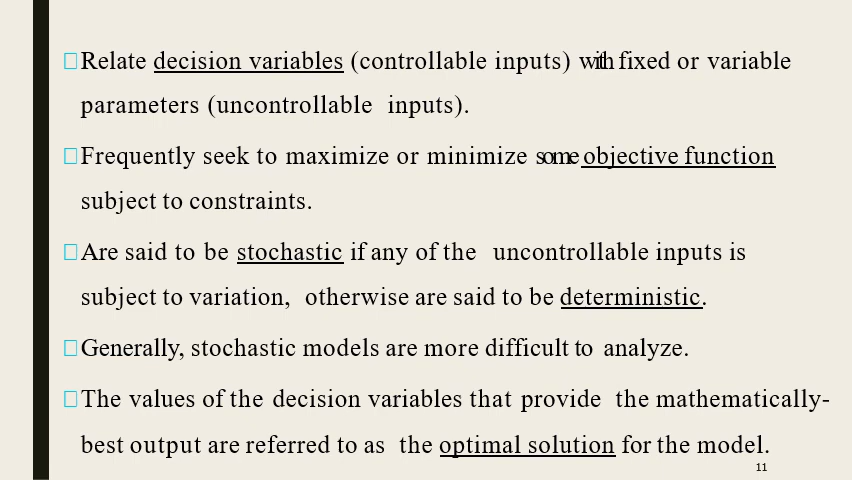 □Relate decision variables (controllable inputs) with fixed or variable
parameters (uncontrollable inputs).
□Frequently seek to maximize or minimize some objective function
subject to constraints.
□Are said to be stochastic if any of the uncontrollable inputs is
subject to variation, otherwise are said to be deterministic.
□Generally, stochastic models are more difficult to analyze.
□The values of the decision variables that provide the mathematically-
best output are referred to as the optimal solution for the model.
11